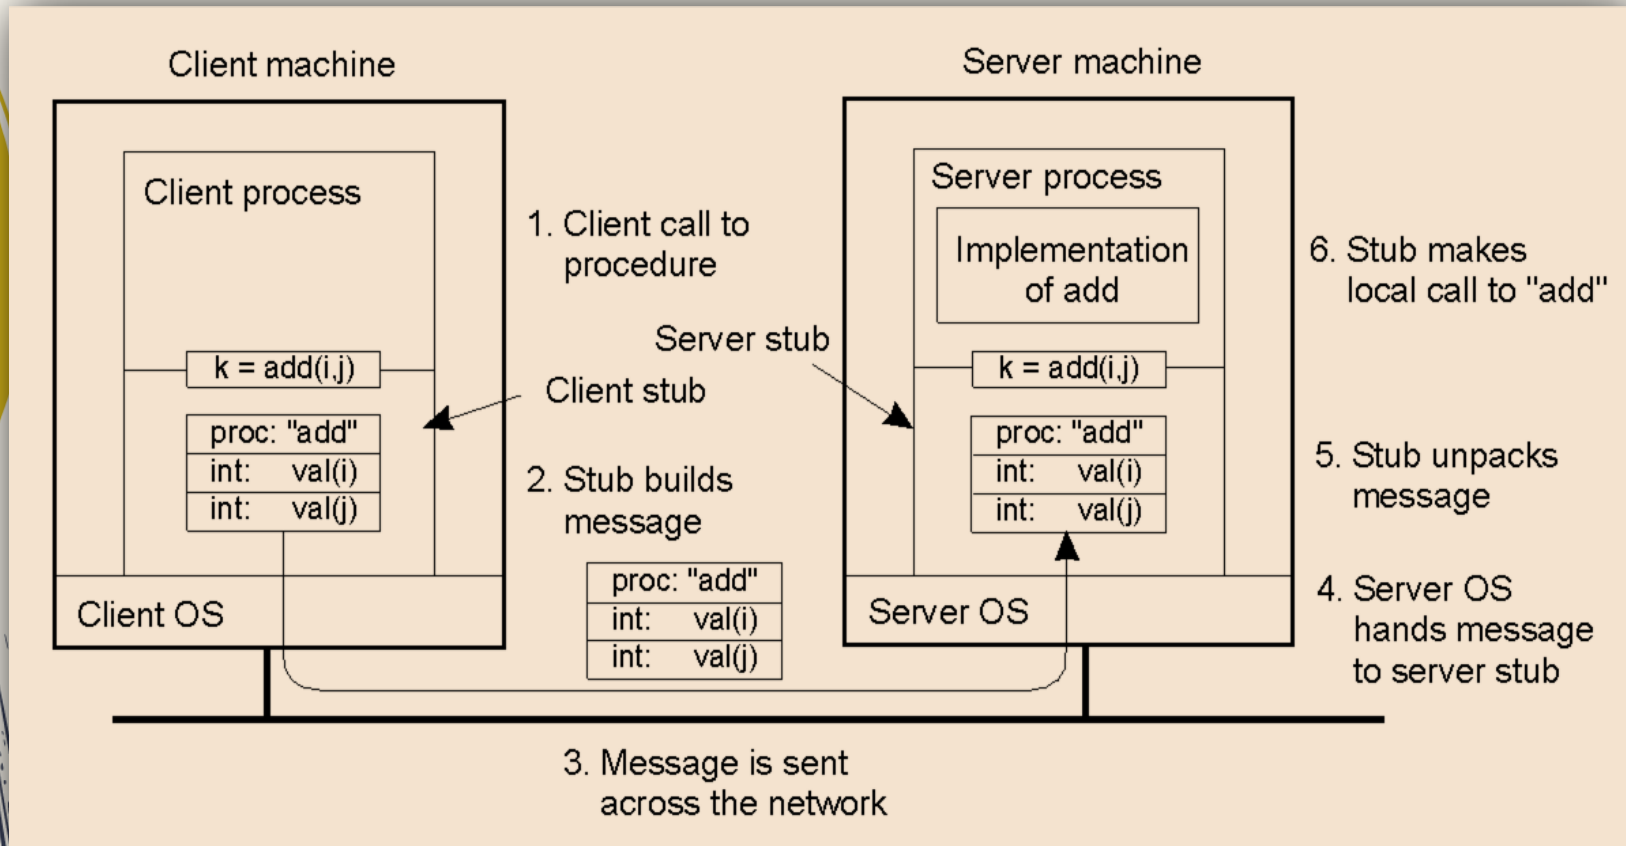 Client machine
Client process
k = add(i,j)
proc: "add"
int: val(i)
int: val(j)
Client OS
1. Client call to
procedure
Server stub
Client stub
2. Stub builds
message
proc: "add"
int: val(i)
int: val(j)
3. Message is sent
across the network
Server machine
Server process
Implementation
of add
k = add(i,j)
proc: "add"
int: val(i)
int: val(j)
Server OS
6. Stub makes
local call to "add"
5. Stub unpacks
message
4. Server OS
hands message
to server stub